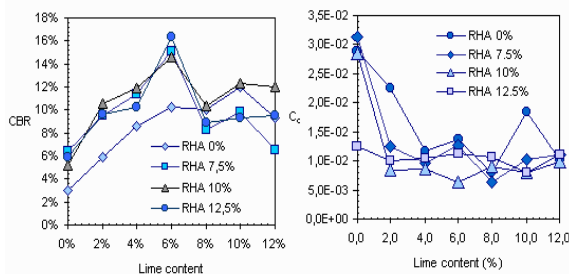 18%
16%
14%
12%
10%
8%
6%
4%
2%
0%
CBR
RHA 0%
RHA 7,5%
RHA 10%
RHA 12,5%
0% 2% 4% 6% 8% 10% 12%
Lime content
3,5E-02
3,0E-02
2,5E-02
2,0E-02
1,5E-02
1,0E-02
5,0E-03
0,0E+00
Cc
RHA 0%
RHA 7.5%
RHA 10%
RHA 12.5%
0,0 2,0 4,0 6,0 8,0 10,0 12,0
Lime content (%)